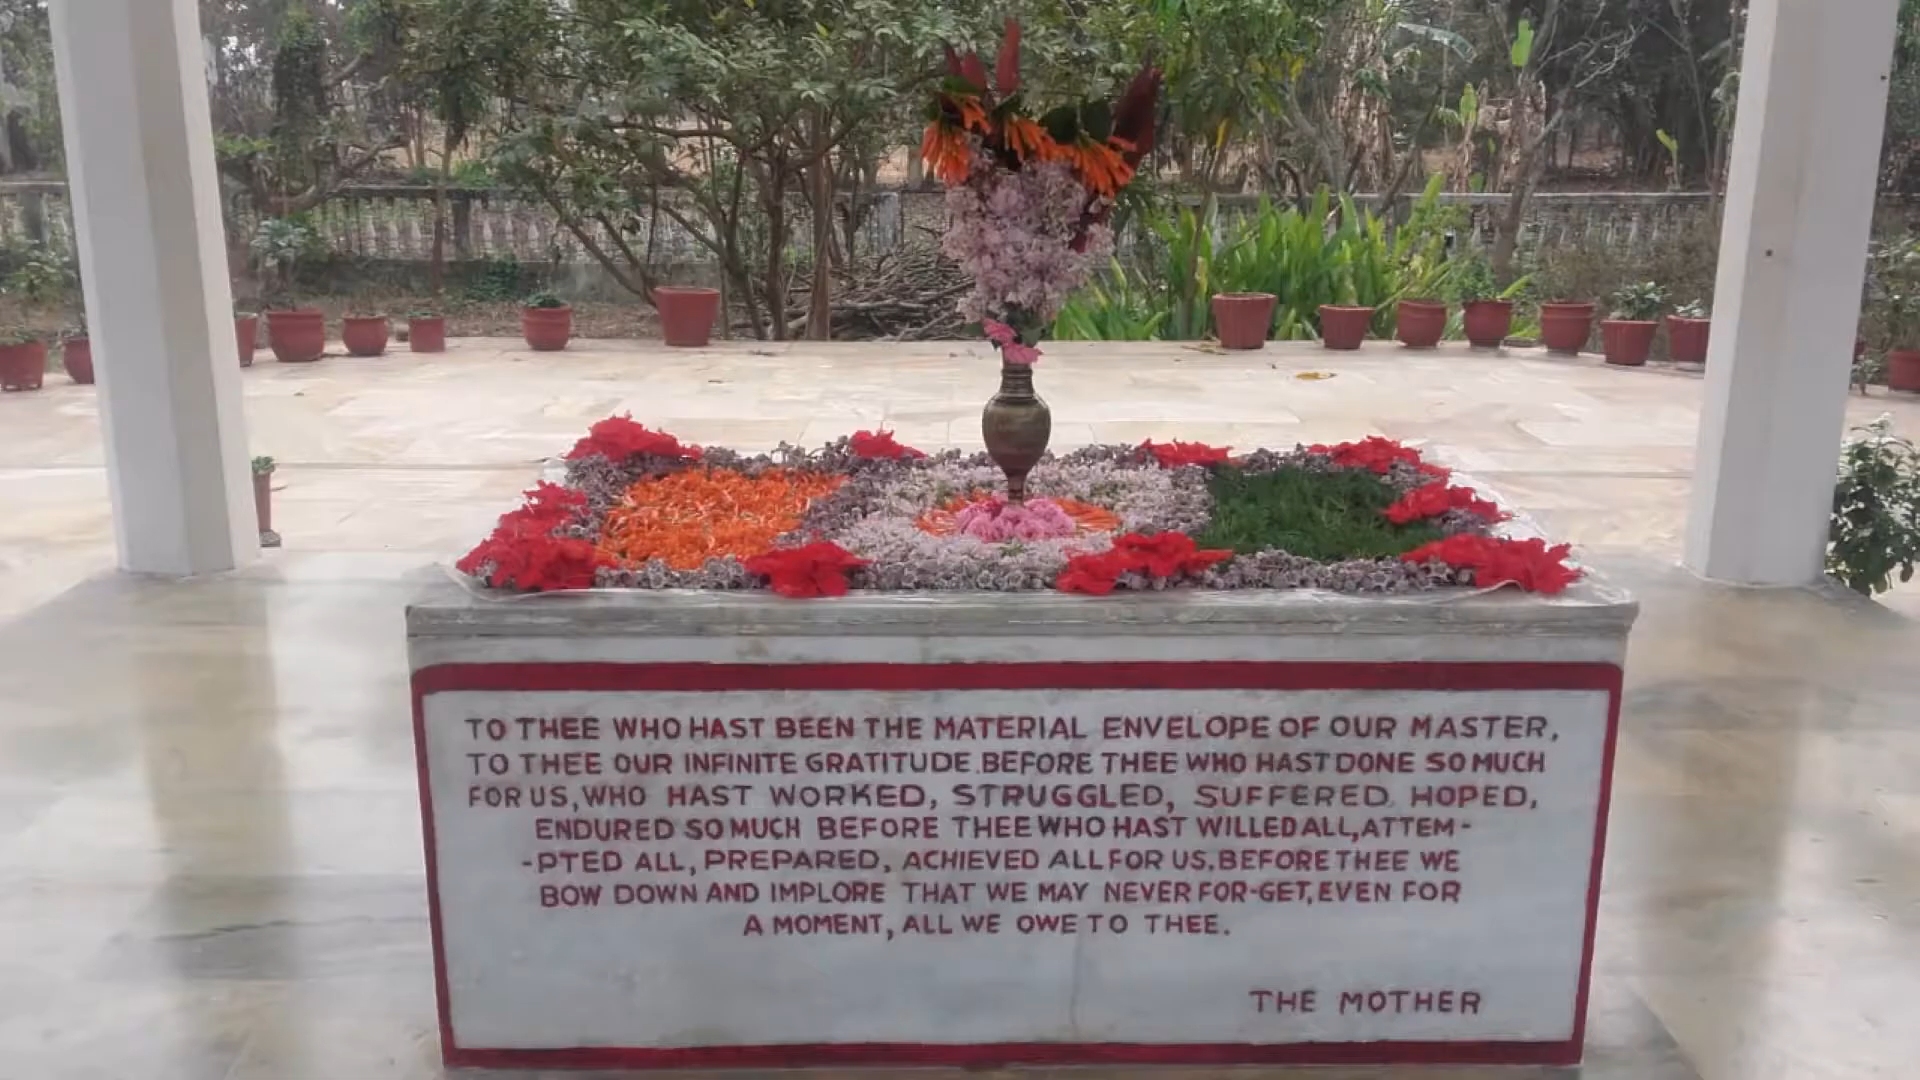 TO THEE WHO HAST BEEN THE MATERIAL ENVELOPE OF OUR MASTER,
TO THEE OUR INFINITE GRATITUDE.BEFORE THEE WHO HAST DONE SO MUCH
FOR US, WHO HAST WORKED, STRUGGLED, SUFFERED, HOPED,
ENDURED SO MUCH BEFORE THEE WHO HAST WILLED ALL, ATTEM-
-PTED ALL, PREPARED, ACHIEVED ALL FOR US. BEFORE THEE WE
BOW DOWN AND IMPLORE THAT WE MAY NEVER FOR-GET, EVEN FOR
A MOMENT, ALL WE OWE TO THEE.
THE MOTHER